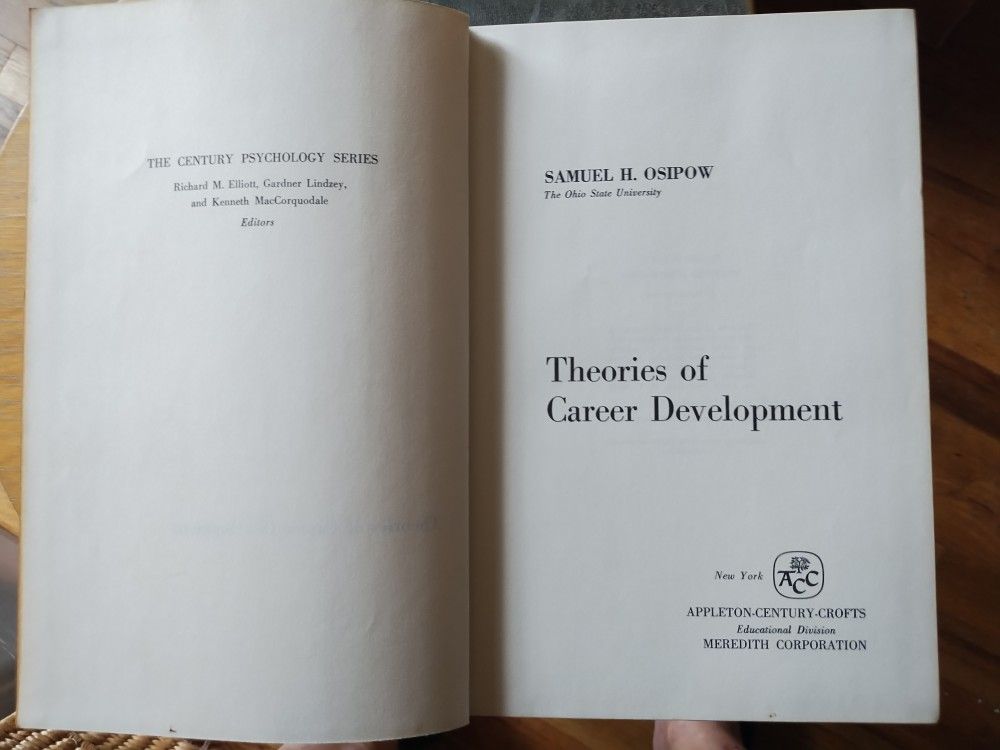 THE CENTURY PSYCHOLOGY SERIES
Richard M. Elliott, Gardner Lindzey,
and Kenneth MacCorquodale
Editors
SAMUEL H. OSIPOW
The Ohio State University
Theories of
Career Development
New York
ACC
APPLETON-CENTURY-CROFTS
Educational Division
MEREDITH CORPORATION